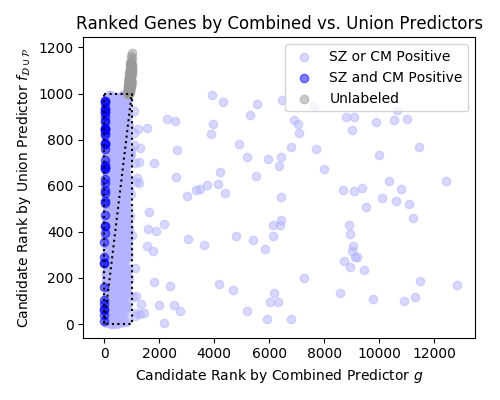 Ranked Genes by Combined vs. Union Predictors
SZ or CM Positive
SZ and CM Positive
Unlabeled
Candidate Rank by Union Predictor f_{𝒟∪𝒫}
1200
1000
800
600
400
200
0
0 2000 4000 6000 8000 10000 12000
Candidate Rank by Combined Predictor g